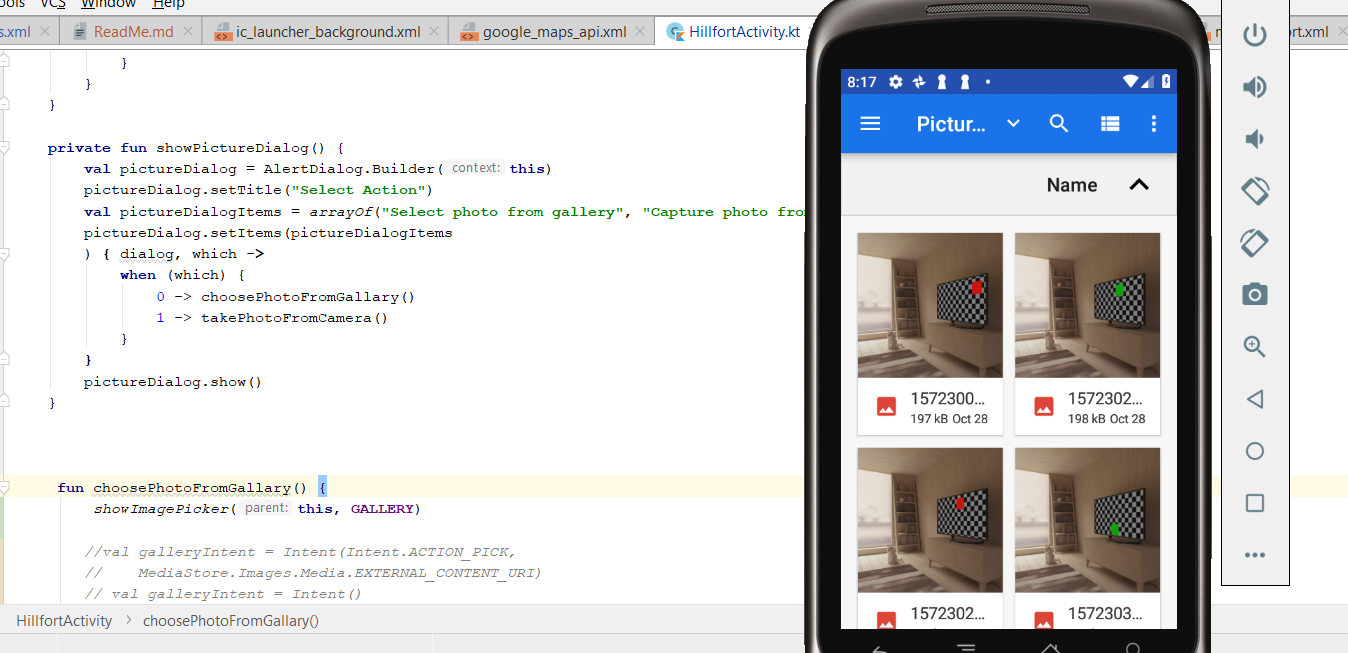 ools VCS Window Help
s.xml ReadMe.md ic_launcher_background.xml google_maps_api.xml HillfortActivity.kt rt.xml
}
}
}
private fun showPictureDialog() {
val pictureDialog = AlertDialog.Builder( context: this)
pictureDialog.setTitle("Select Action")
val pictureDialogItems = arrayOf("Select photo from gallery", "Capture photo fro
pictureDialog.setItems(pictureDialogItems
) { dialog, which ->
when (which) {
0 -> choosePhotoFromGallary()
1 -> takePhotoFromCamera()
}
}
pictureDialog.show()
}
fun choosePhotoFromGallary() {
showImagePicker( parent: this, GALLERY)
//val galleryIntent = Intent(Intent.ACTION_PICK,
// MediaStore.Images.Media.EXTERNAL_CONTENT_URI)
// val galleryIntent = Intent()
HillfortActivity > choosePhotoFromGallary()
8:17
Pictur...
Name
1572300...
197 kB Oct 28
1572302...
198 kB Oct 28
1572302...
1572303...